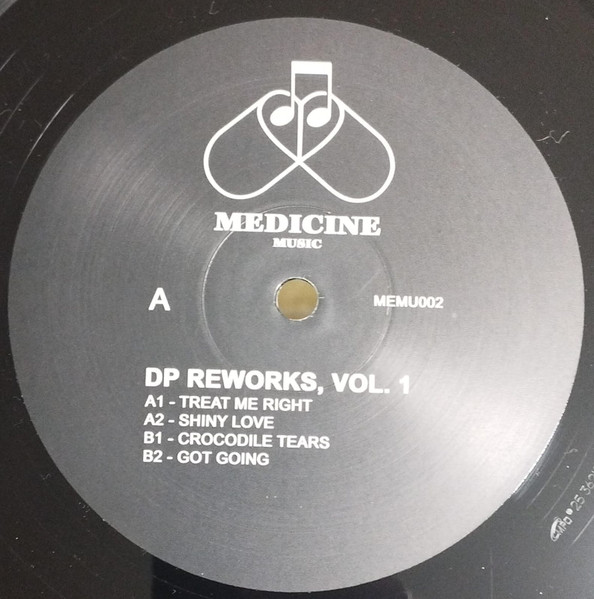 MEDICINE
MUSIC
A
MEMU002
DP REWORKS, VOL. 1
A1 - TREAT ME RIGHT
A2 - SHINY LOVE
B1 - CROCODILE TEARS
B2 - GOT GOING